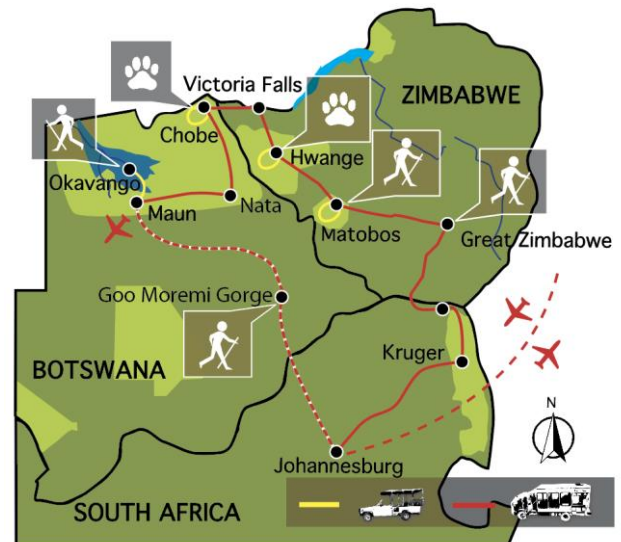 Victoria Falls
ZIMBABWE
Chobe
Hwange
Okavango
Maun
Nata
Matobos
Great Zimbabwe
Goo Moremi Gorge
Kruger
BOTSWANA
N
Johannesburg
SOUTH AFRICA